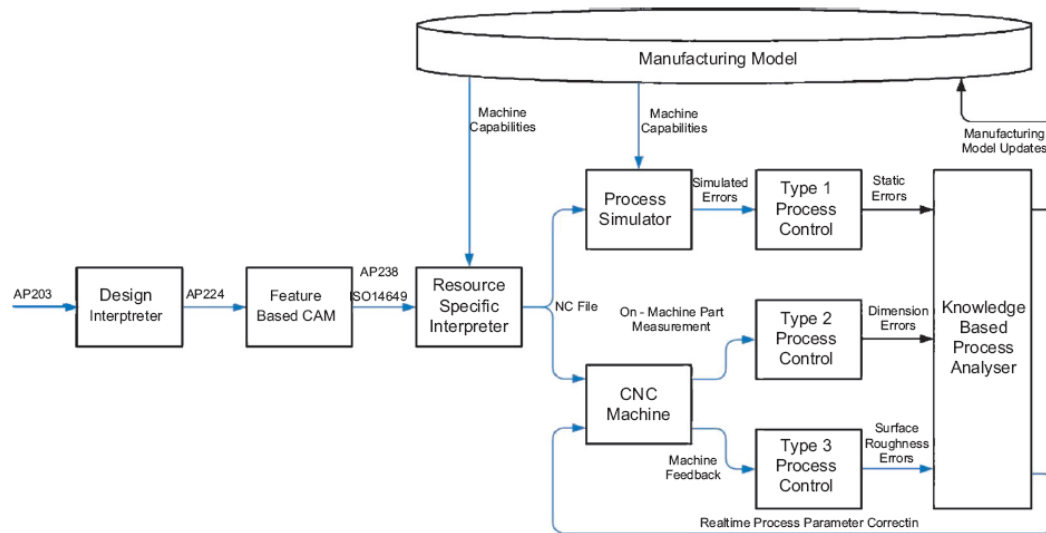 Manufacturing Model
Machine
Capabilities
Machine
Capabilities
Manufacturing
Model Updates
Process
Simulator
Simulated
Errors
Type 1
Process
Control
Static
Errors
AP203
Design
Interptreter
AP224
Feature
Based CAM
AP238
ISO14649
Resource
Specific
Interpreter
NC File
On - Machine Part
Measurement
Type 2
Process
Control
Dimension
Errors
Knowledge
Based
Process
Analyser
CNC
Machine
Machine
Feedback
Type 3
Process
Control
Surface
Roughness
Errors
Realtime Process Parameter Correctin